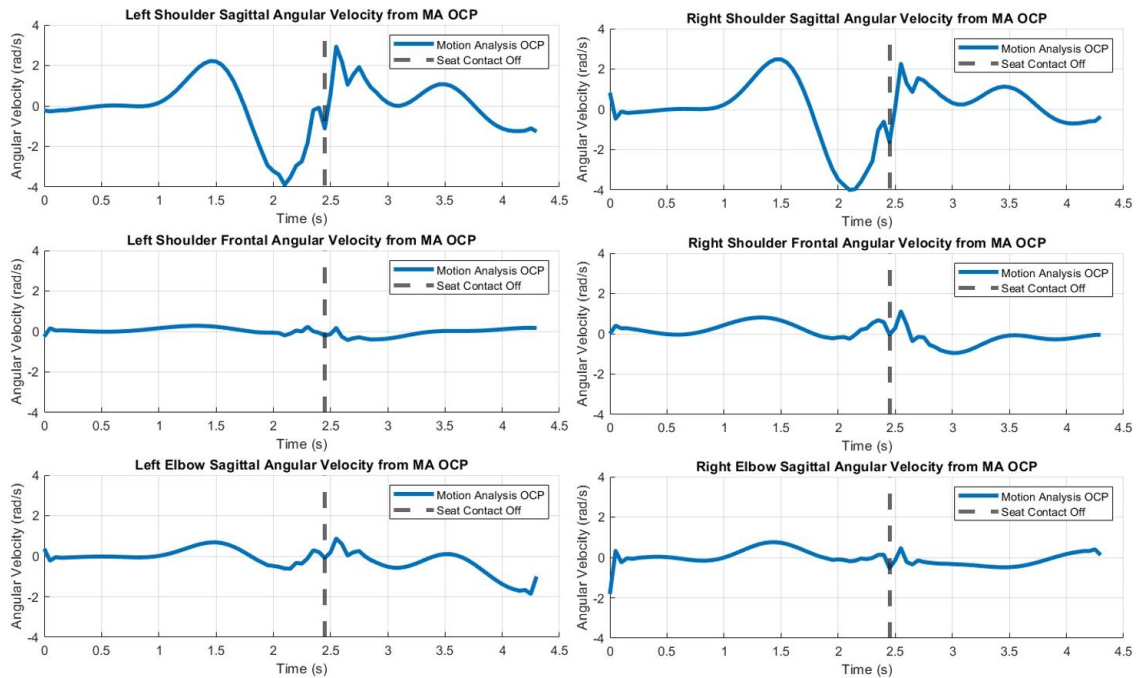 Left Shoulder Sagittal Angular Velocity from MA OCP
Angular Velocity (rad/s)
4
2
0
-2
-4
Motion Analysis OCP
Seat Contact Off
0 0.5 1 1.5 2 2.5 3 3.5 4 4.5
Time (s)
Right Shoulder Sagittal Angular Velocity from MA OCP
Angular Velocity (rad/s)
4
2
0
-2
-4
Motion Analysis OCP
Seat Contact Off
0 0.5 1 1.5 2 2.5 3 3.5 4 4.5
Time (s)
Left Shoulder Frontal Angular Velocity from MA OCP
Angular Velocity (rad/s)
4
2
0
-2
-4
Motion Analysis OCP
Seat Contact Off
0 0.5 1 1.5 2 2.5 3 3.5 4 4.5
Time (s)
Right Shoulder Frontal Angular Velocity from MA OCP
Angular Velocity (rad/s)
4
2
0
-2
-4
Motion Analysis OCP
Seat Contact Off
0 0.5 1 1.5 2 2.5 3 3.5 4 4.5
Time (s)
Left Elbow Sagittal Angular Velocity from MA OCP
Angular Velocity (rad/s)
4
2
0
-2
-4
Motion Analysis OCP
Seat Contact Off
0 0.5 1 1.5 2 2.5 3 3.5 4 4.5
Time (s)
Right Elbow Sagittal Angular Velocity from MA OCP
Angular Velocity (rad/s)
4
2
0
-2
-4
Motion Analysis OCP
Seat Contact Off
0 0.5 1 1.5 2 2.5 3 3.5 4 4.5
Time (s)